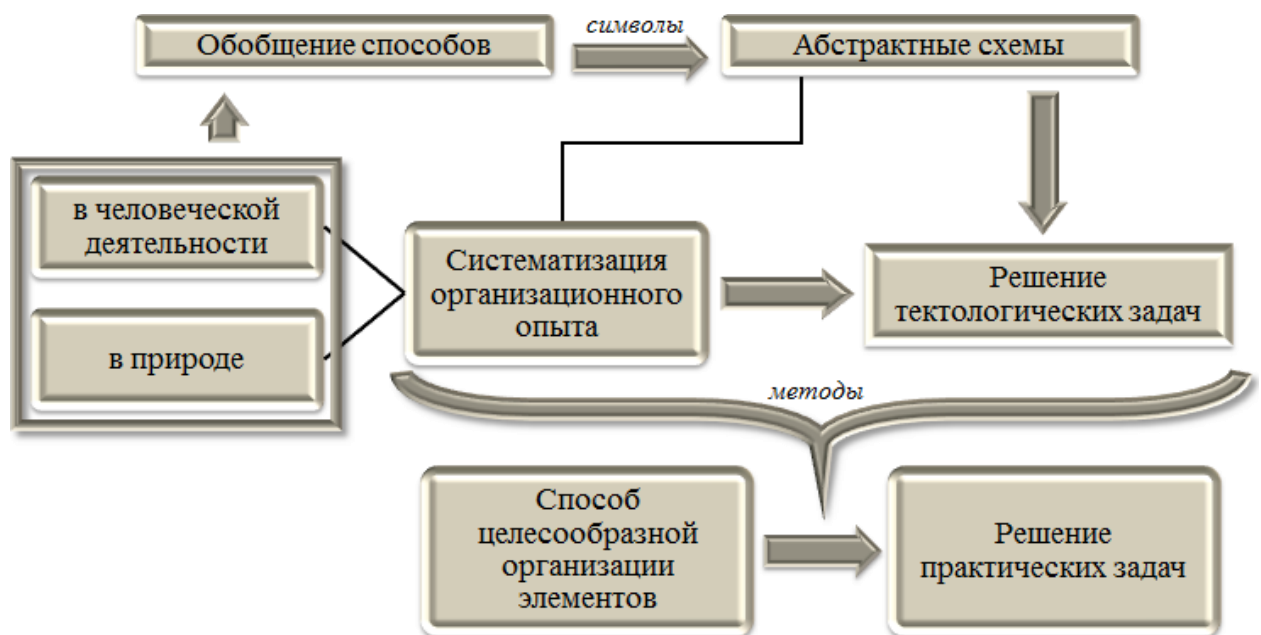 Обобщение способов
символы
Абстрактные схемы
в человеческой
деятельности
в природе
Систематизация
организационного
опыта
Решение
тектологических задач
методы
Способ
целесообразной
организации
элементов
Решение
практических задач